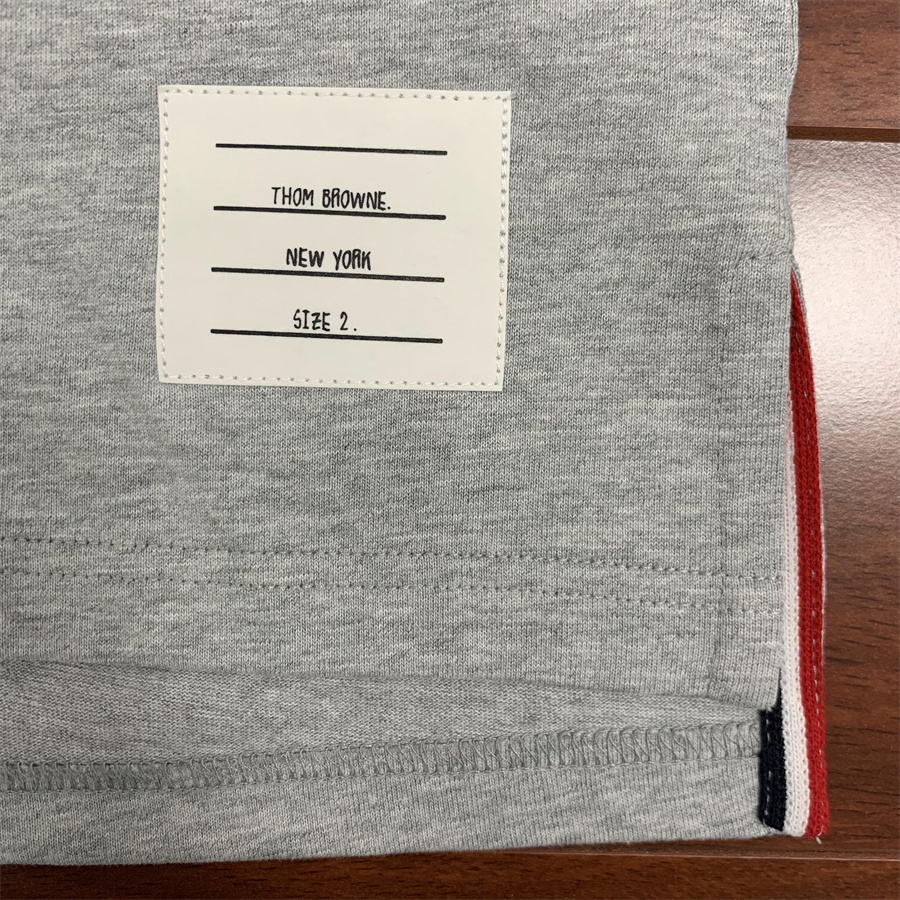 THOM BROWNE.
NEW YORK
SIZE 2.